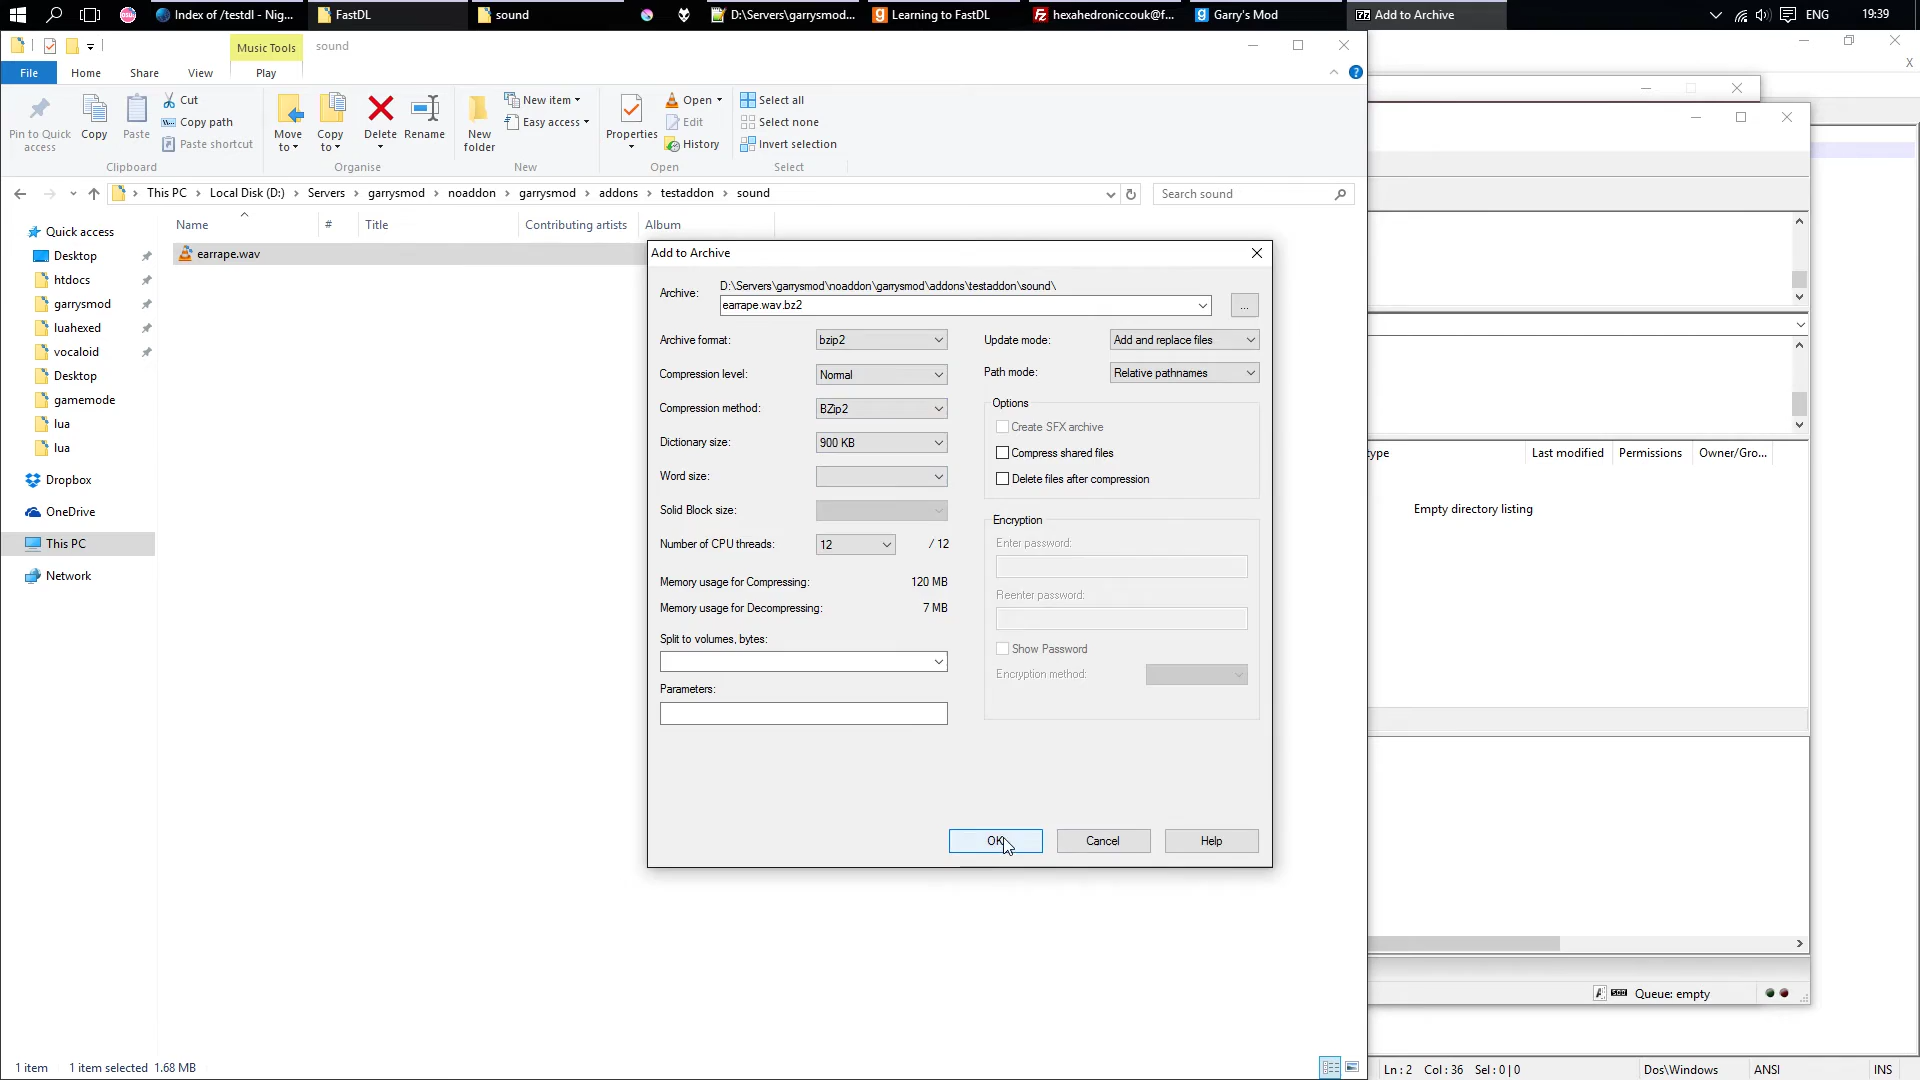 Index of /testdl - Nig...
FastDL
sound
D:\Servers\garrysmod...
Learning to FastDL
hexahedroniccouk@f...
Garry's Mod
Add to Archive
ENG
19:39
Music Tools
sound
File
Home
Share
View
Play
Pin to Quick access
Copy
Paste
Cut
Copy path
Paste shortcut
Clipboard
Move to
Copy to
Delete
Rename
Organise
New folder
New item
Easy access
New
Properties
Open
Edit
History
Open
Select all
Select none
Invert selection
Select
This PC > Local Disk (D:) > Servers > garrysmod > noaddon > garrysmod > addons > testaddon > sound
Search sound
Name
#
Title
Contributing artists
Album
earrape.wav
Quick access
Desktop
htdocs
garrysmod
luahexed
vocaloid
Desktop
gamemode
lua
lua
Dropbox
OneDrive
This PC
Network
Add to Archive
Archive:
D:\Servers\garrysmod\noaddon\garrysmod\addons\testaddon\sound\
earrape.wav.bz2
...
Archive format:
bzip2
Compression level:
Normal
Compression method:
BZip2
Dictionary size:
900 KB
Word size:
Solid Block size:
Number of CPU threads:
12
/ 12
Memory usage for Compressing:
120 MB
Memory usage for Decompressing:
7 MB
Split to volumes, bytes:
Parameters:
Update mode:
Add and replace files
Path mode:
Relative pathnames
Options
Create SFX archive
Compress shared files
Delete files after compression
Encryption
Enter password:
Reenter password:
Show Password
Encryption method:
OK
Cancel
Help
type
Last modified
Permissions
Owner/Gro...
Empty directory listing
Queue: empty
1 item
1 item selected 1.68 MB
Ln : 2 Col : 36 Sel : 0 | 0
Dos\Windows
ANSI
INS